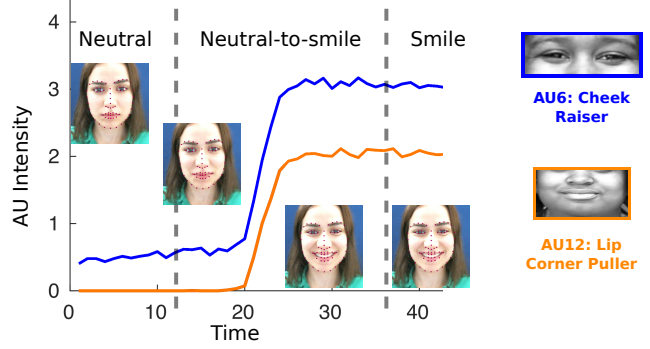 4
Neutral
Neutral-to-smile
Smile
3
2
1
0
AU Intensity
0
10
20
30
40
Time
AU6: Cheek
Raiser
AU12: Lip
Corner Puller